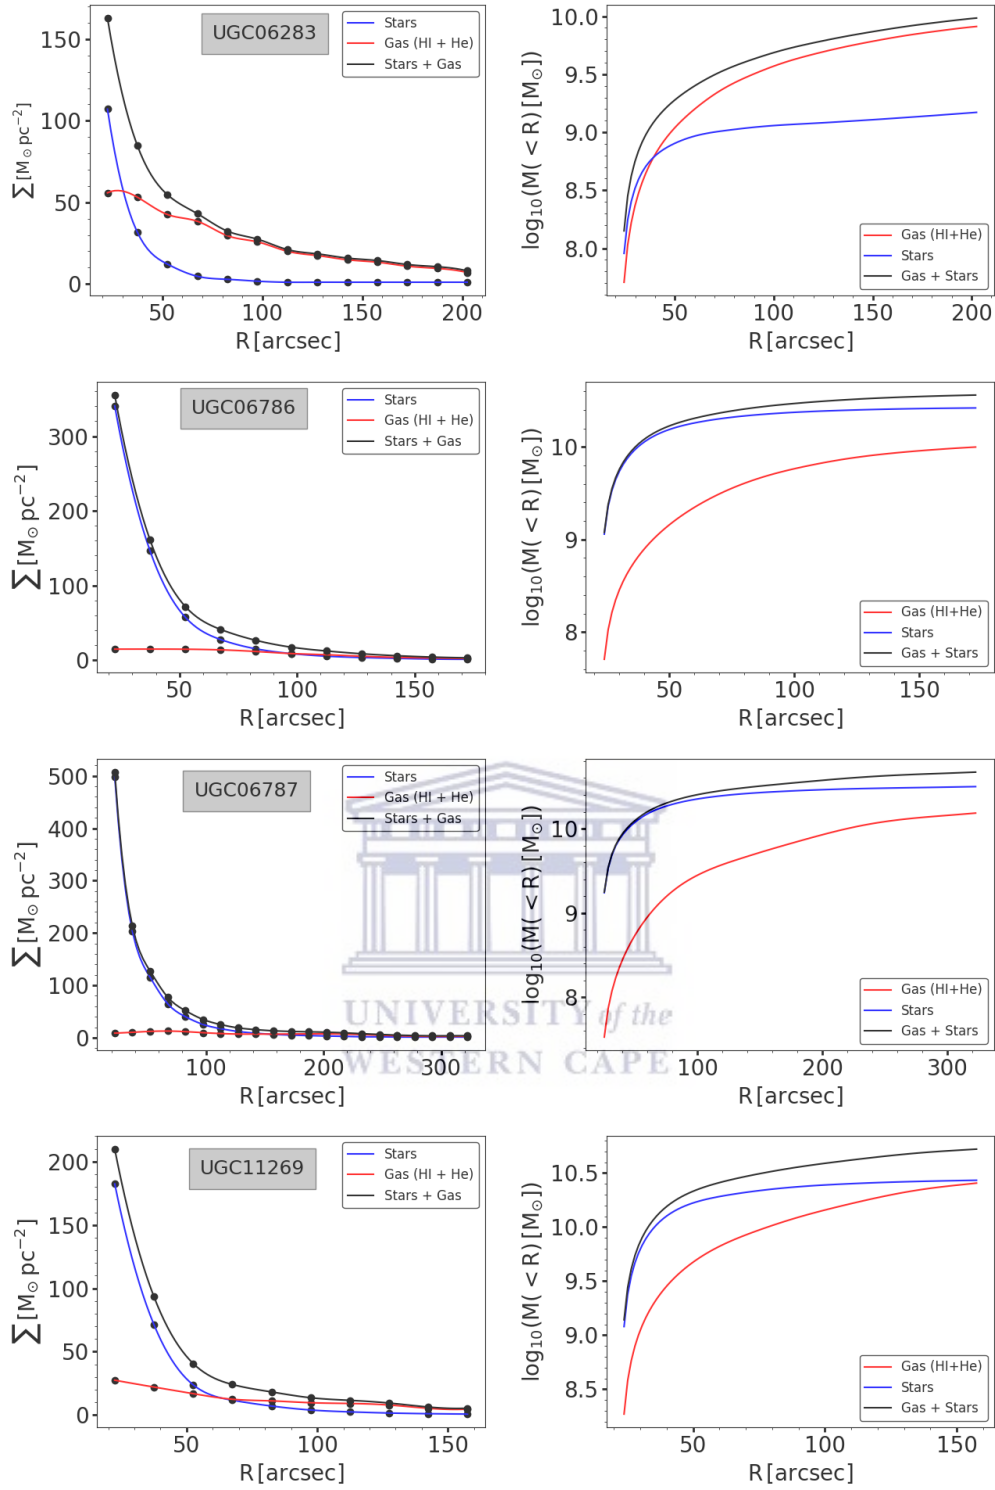 UGC06283
Stars
Gas (HI + He)
Stars + Gas
∑ [M⊙ pc⁻²]
150
100
50
0
50
100
150
200
R [arcsec]
log₁₀(M( < R) [M⊙])
10.0
9.5
9.0
8.5
8.0
Gas (HI+He)
Stars
Gas + Stars
50
100
150
200
R [arcsec]
UGC06786
Stars
Gas (HI + He)
Stars + Gas
∑ [M⊙ pc⁻²]
300
200
100
0
50
100
150
R [arcsec]
log₁₀(M( < R) [M⊙])
10
9
8
Gas (HI+He)
Stars
Gas + Stars
50
100
150
R [arcsec]
UGC06787
Stars
Gas (HI + He)
Stars + Gas
∑ [M⊙ pc⁻²]
500
400
300
200
100
0
100
200
300
R [arcsec]
log₁₀(M( < R) [M⊙])
10
9
8
Gas (HI+He)
Stars
Gas + Stars
100
200
300
R [arcsec]
UNIVERSITY of the
WESTERN CAPE
UGC11269
Stars
Gas (HI + He)
Stars + Gas
∑ [M⊙ pc⁻²]
200
150
100
50
0
50
100
150
R [arcsec]
log₁₀(M( < R) [M⊙])
10.5
10.0
9.5
9.0
8.5
Gas (HI+He)
Stars
Gas + Stars
50
100
150
R [arcsec]